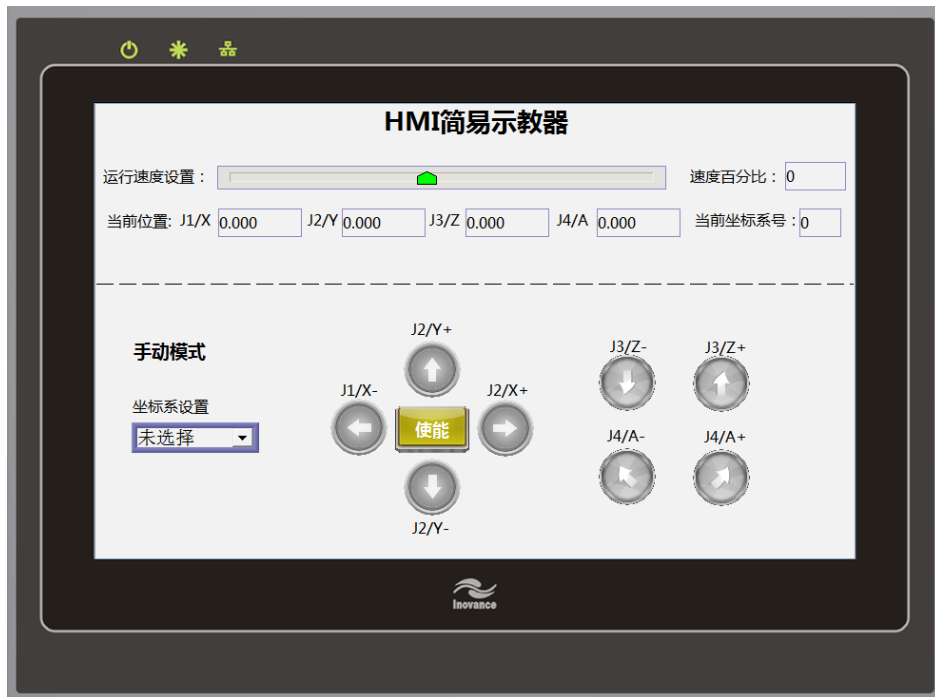 HMI简易示教器
运行速度设置： 速度百分比： 0
当前位置: J1/X 0.000 J2/Y 0.000 J3/Z 0.000 J4/A 0.000 当前坐标系号： 0
J2/Y+
手动模式 J3/Z- J3/Z+
J1/X- J2/X+
坐标系设置
未选择 使能 J4/A- J4/A+
J2/Y-
Inovance